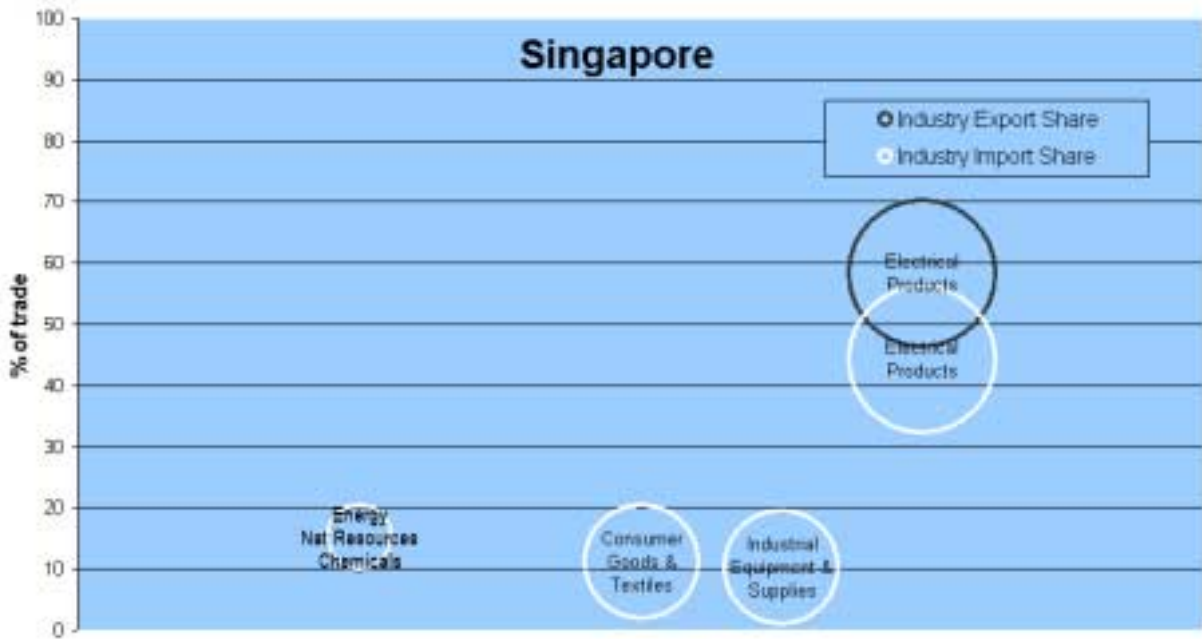 Singapore
Industry Export Share
Industry Import Share
% of trade
100
90
80
70
60
50
40
30
20
10
0
Electrical
Products
Electrical
Products
Energy
Nat Resources
Chemicals
Consumer
Goods &
Textiles
Industrial
Equipment &
Supplies